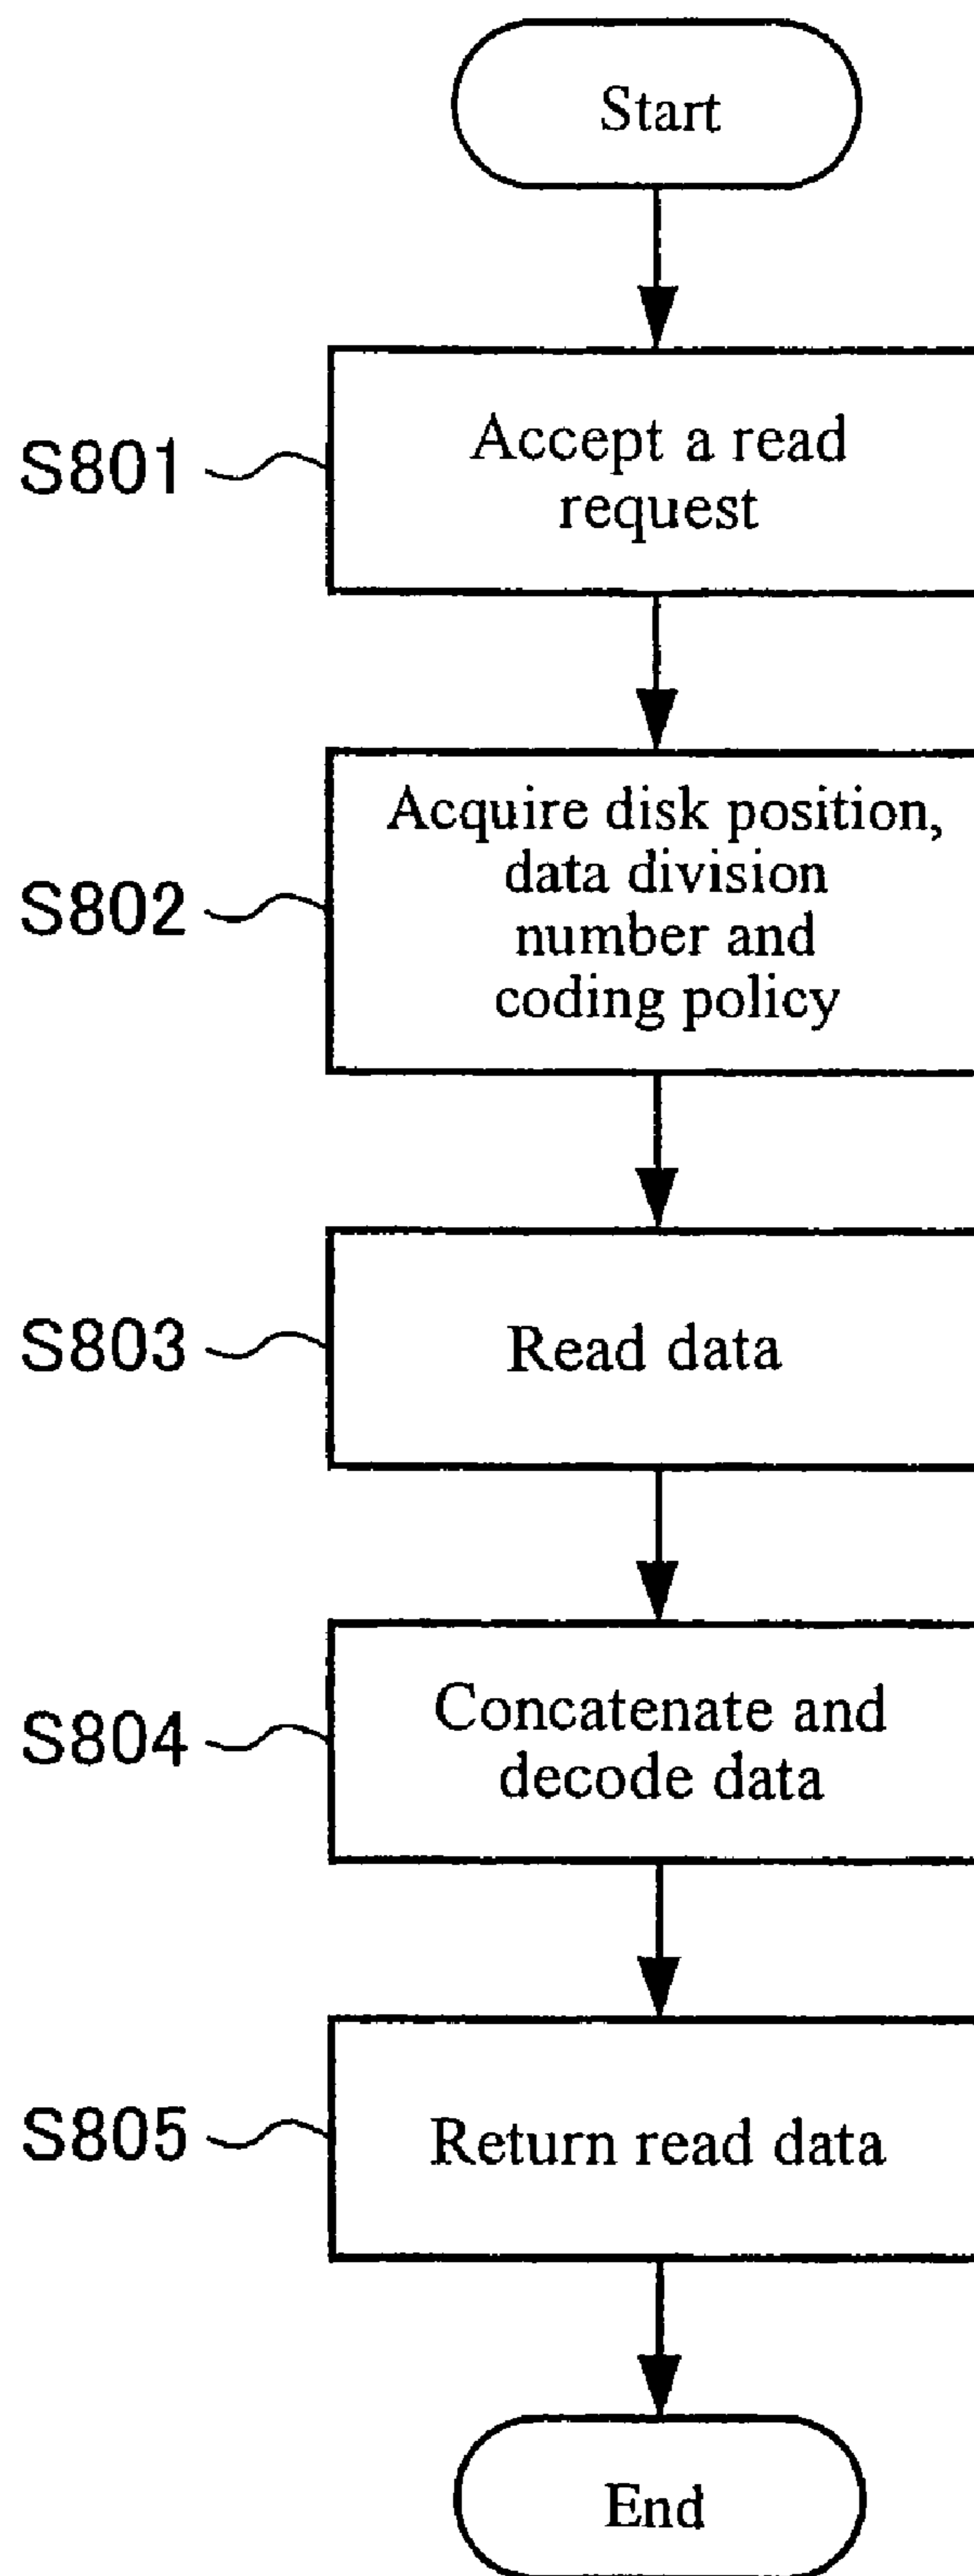 Start
S801
Accept a read
request
S802
Acquire disk position,
data division
number and
coding policy
S803
Read data
S804
Concatenate and
decode data
S805
Return read data
End